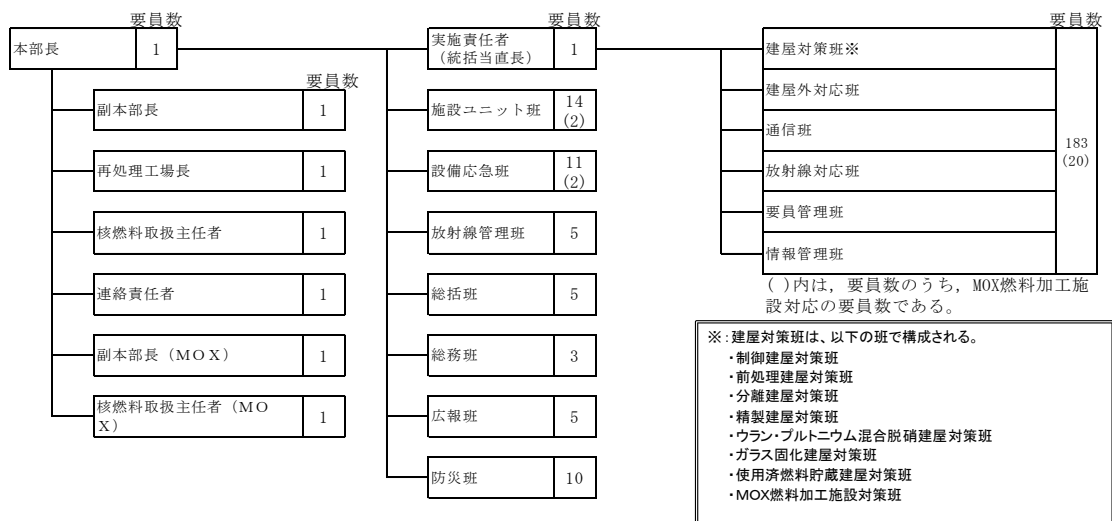 要員数
本部長 1
要員数
副本部長 1
再処理工場長 1
核燃料取扱主任者 1
連絡責任者 1
副本部長（ＭＯＸ） 1
核燃料取扱主任者（ＭＯ
Ｘ） 1
要員数
実施責任者
（統括当直長） 1
施設ユニット班 14
(2)
設備応急班 11
(2)
放射線管理班 5
総括班 5
総務班 3
広報班 5
防災班 10
要員数
建屋対策班※
建屋外対応班
通信班
放射線対応班
要員管理班
情報管理班
183
(20)
( )内は，要員数のうち，MOX燃料加工施
設対応の要員数である。
※：建屋対策班は、以下の班で構成される。
・制御建屋対策班
・前処理建屋対策班
・分離建屋対策班
・精製建屋対策班
・ウラン・プルトニウム混合脱硝建屋対策班
・ガラス固化建屋対策班
・使用済燃料貯蔵建屋対策班
・MOX燃料加工施設対策班